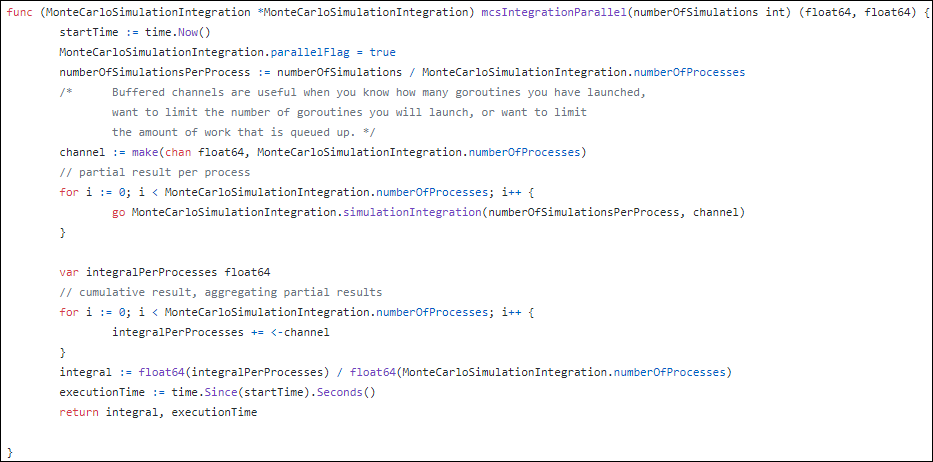 func (MonteCarloSimulationIntegration *MonteCarloSimulationIntegration) mcsIntegrationParallel(numberOfSimulations int) (float64, float64) {
startTime := time.Now()
MonteCarloSimulationIntegration.parallelFlag = true
numberOfSimulationsPerProcess := numberOfSimulations / MonteCarloSimulationIntegration.numberOfProcesses
/* Buffered channels are useful when you know how many goroutines you have launched,
want to limit the number of goroutines you will launch, or want to limit
the amount of work that is queued up. */
channel := make(chan float64, MonteCarloSimulationIntegration.numberOfProcesses)
// partial result per process
for i := 0; i < MonteCarloSimulationIntegration.numberOfProcesses; i++ {
go MonteCarloSimulationIntegration.simulationIntegration(numberOfSimulationsPerProcess, channel)
}
var integralPerProcesses float64
// cumulative result, aggregating partial results
for i := 0; i < MonteCarloSimulationIntegration.numberOfProcesses; i++ {
integralPerProcesses += <-channel
}
integral := float64(integralPerProcesses) / float64(MonteCarloSimulationIntegration.numberOfProcesses)
executionTime := time.Since(startTime).Seconds()
return integral, executionTime
}